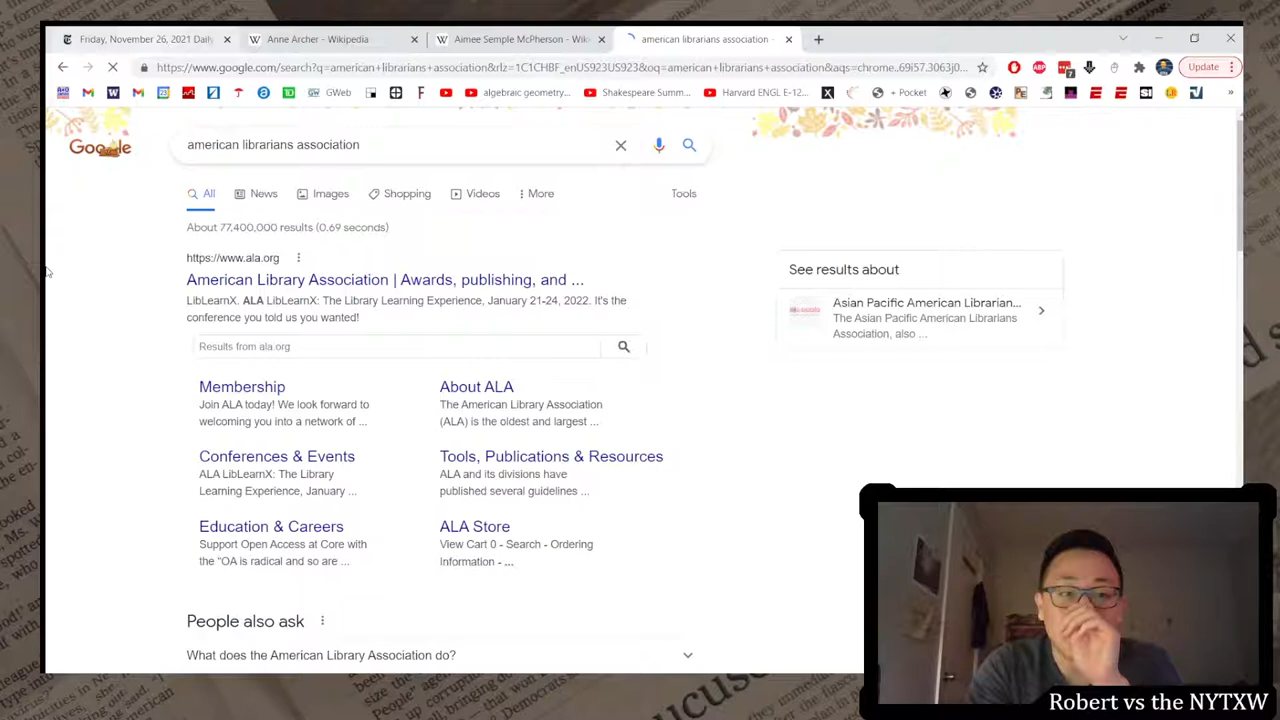 Friday, November 26, 2021 Daily
Anne Archer - Wikipedia
Aimee Semple McPherson - Wiki
american librarians association -
https://www.google.com/search?q=american+librarians+association&rlz=1C1CHBF_enUS923US923&oq=american+librarians+association&aqs=chrome..69i57.3063j0...
Update
GWeb
algebraic geometry...
Shakespeare Summ...
Harvard ENGL E-12...
+ Pocket
Google
american librarians association
All
News
Images
Shopping
Videos
More
Tools
About 77,400,000 results (0.69 seconds)
https://www.ala.org
American Library Association | Awards, publishing, and ...
LibLearnX. ALA LibLearnX: The Library Learning Experience, January 21-24, 2022. It's the
conference you told us you wanted!
Results from ala.org
Membership
Join ALA today! We look forward to
welcoming you into a network of ...
About ALA
The American Library Association
(ALA) is the oldest and largest ...
Conferences & Events
ALA LibLearnX: The Library
Learning Experience, January ...
Tools, Publications & Resources
ALA and its divisions have
published several guidelines ...
Education & Careers
Support Open Access at Core with
the “OA is radical and so are ...
ALA Store
View Cart 0 - Search - Ordering
Information - ...
People also ask
What does the American Library Association do?
See results about
Asian Pacific American Librarian...
The Asian Pacific American Librarians
Association, also ...
Robert vs the NYTXW